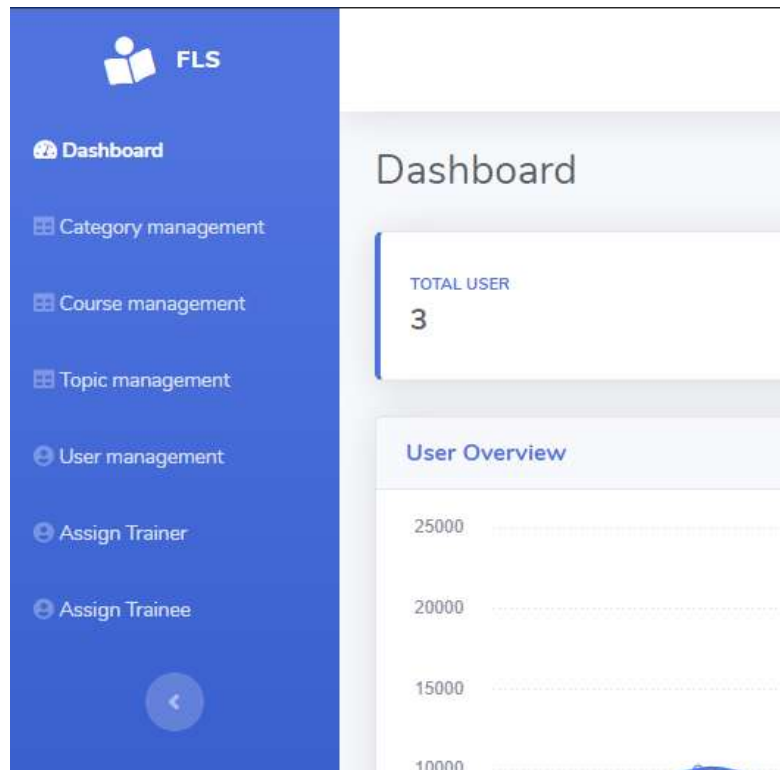 FLS
Dashboard
Category management
Course management
Topic management
User management
Assign Trainer
Assign Trainee
Dashboard
TOTAL USER
3
User Overview
25000
20000
15000
10000